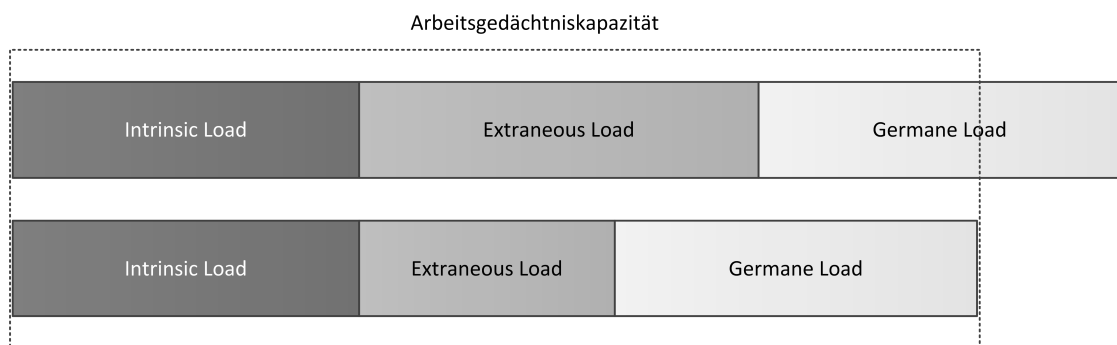 Arbeitsgedächtniskapazität
Intrinsic Load Extraneous Load Germane Load
Intrinsic Load Extraneous Load Germane Load